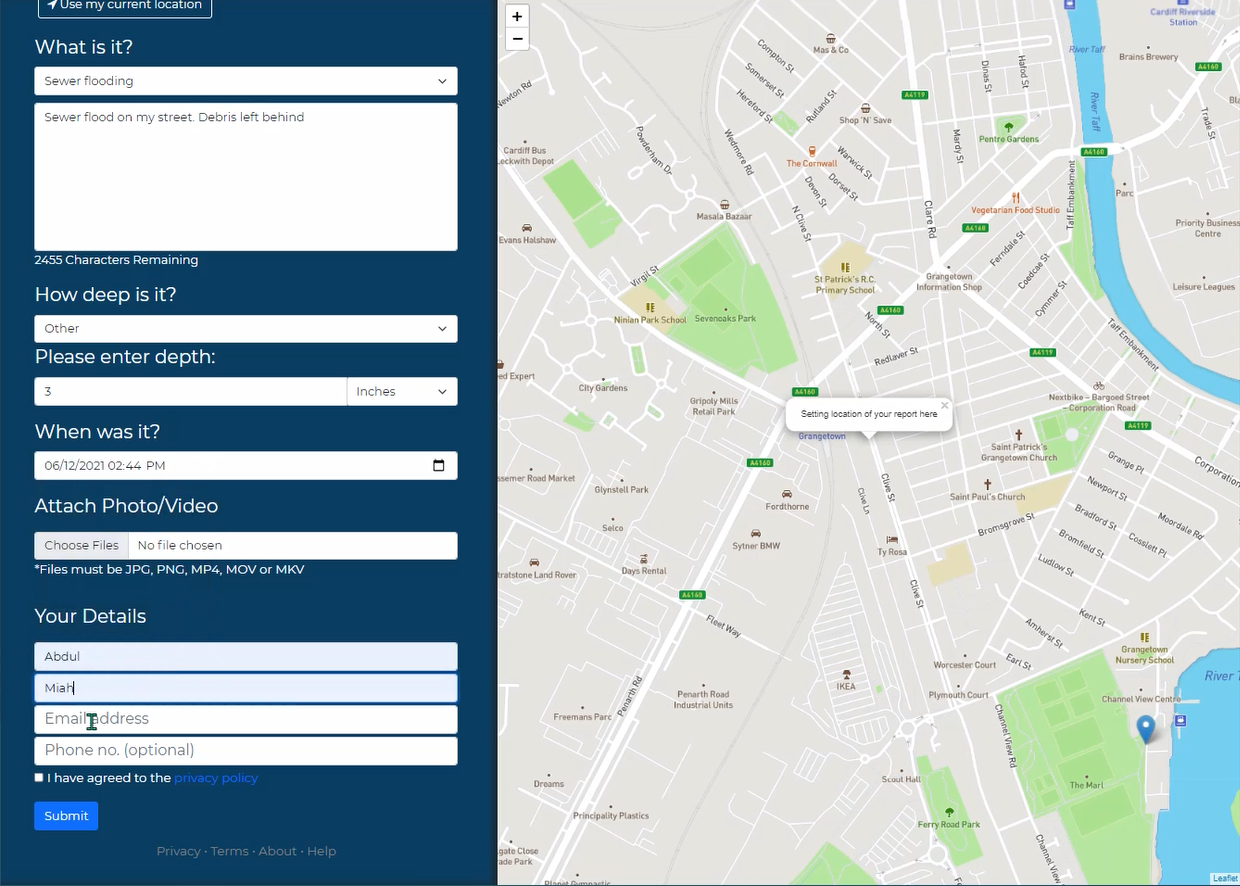 Use my current location
What is it?
Sewer flooding
Sewer flood on my street. Debris left behind
2455 Characters Remaining
How deep is it?
Other
Please enter depth:
3
Inches
When was it?
06/12/2021 02:44 PM
Attach Photo/Video
Choose Files No file chosen
*Files must be JPG, PNG, MP4, MOV or MKV
Your Details
Abdul
Miah
Email address
Phone no. (optional)
I have agreed to the privacy policy
Submit
Privacy · Terms · About · Help
+
−
Cardiff Riverside
Station
River Taff
Brains Brewery
A4160
Mas & Co
Compton St
Somerset St
Hereford St
Rutland St
Dinas St
Hafod St
A4119
Newton Rd
Shop 'N' Save
River Taff
Trade St
Powderham Dr
Wedmore Rd
Mardy St
Pentre Gardens
Cardiff Bus
Leckwith Depot
The Cornwall
Warwick St
A4160
Devon St
Dorset St
Taff Embankment
Parc
Masala Bazaar
N Clive St
Clare Rd
Vegetarian Food Studio
Evans Halshaw
A4160
Priority Business
Centre
Ferndale St
Virgil St
St Patrick's R.C.
Primary School
Coedcae St
Grangetown
Information Shop
Cymmer St
Leisure Leagues
Ninian Park School
Sevenoaks Park
A4160
North St
Taff Embankment
Redlaver St
A4119
City Gardens
A4160
Gripoly Mills
Retail Park
Nextbike – Bargoed Street
– Corporation Road
Setting location of your report here
×
Grangetown
A4119
Saint Patrick's
Grangetown Church
A4160
Grange Pl
Corporation
Glynstell Park
Clive Ln
Clive St
Saint Paul's Church
Newport St
Fordthorne
Bradford St
Moordale Rd
Selco
Bromsgrove St
Bromfield St
Cosslett Pl
Sytner BMW
Ty Rosa
Ludlow St
Stratstone Land Rover
Days Rental
A4160
Clive St
Fleet Way
Kent St
Amherst St
Grangetown
Nursery School
Earl St
Worcester Court
IKEA
River T
Penarth Rd
Penarth Road
Industrial Units
Plymouth Court
Channel View Centre
Freemans Parc
Channel View Rd
Scout Hall
Dreams
The Marl
Principality Plastics
Ferry Road Park
Channel View
Planet Gymnastic
Leaflet